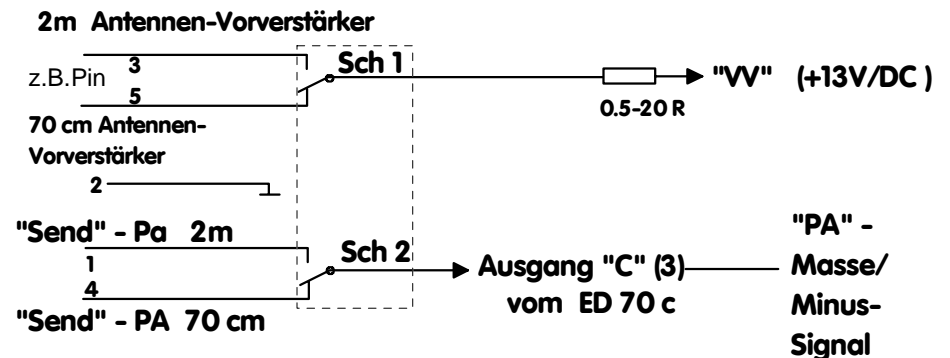 2m Antennen-Vorverstärker
3
Sch 1
z.B.Pin
"VV" (+13V/DC )
5
0.5-20 R
70 cm Antennen-
Vorverstärker
2
"Send" - Pa 2m
Sch 2
1
4
"Send" - PA 70 cm
Ausgang "C" (3)
vom ED 70 c
"PA" -
Masse/
Minus-
Signal